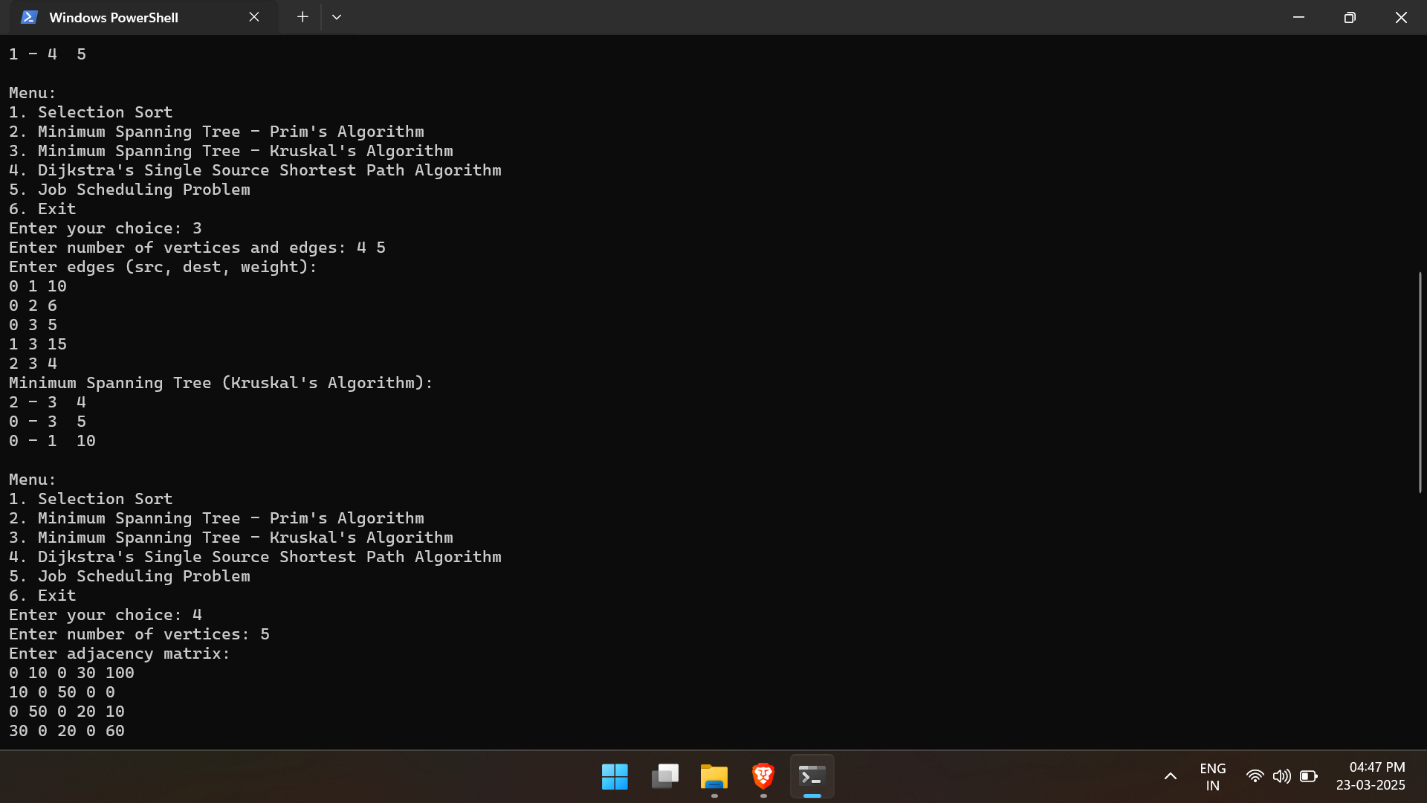 Windows PowerShell
1 - 4  5
Menu:
1. Selection Sort
2. Minimum Spanning Tree - Prim's Algorithm
3. Minimum Spanning Tree - Kruskal's Algorithm
4. Dijkstra's Single Source Shortest Path Algorithm
5. Job Scheduling Problem
6. Exit
Enter your choice: 3
Enter number of vertices and edges: 4 5
Enter edges (src, dest, weight):
0 1 10
0 2 6
0 3 5
1 3 15
2 3 4
Minimum Spanning Tree (Kruskal's Algorithm):
2 - 3  4
0 - 3  5
0 - 1  10
Menu:
1. Selection Sort
2. Minimum Spanning Tree - Prim's Algorithm
3. Minimum Spanning Tree - Kruskal's Algorithm
4. Dijkstra's Single Source Shortest Path Algorithm
5. Job Scheduling Problem
6. Exit
Enter your choice: 4
Enter number of vertices: 5
Enter adjacency matrix:
0 10 0 30 100
10 0 50 0 0
0 50 0 20 10
30 0 20 0 60
ENG
IN
04:47 PM
23-03-2025